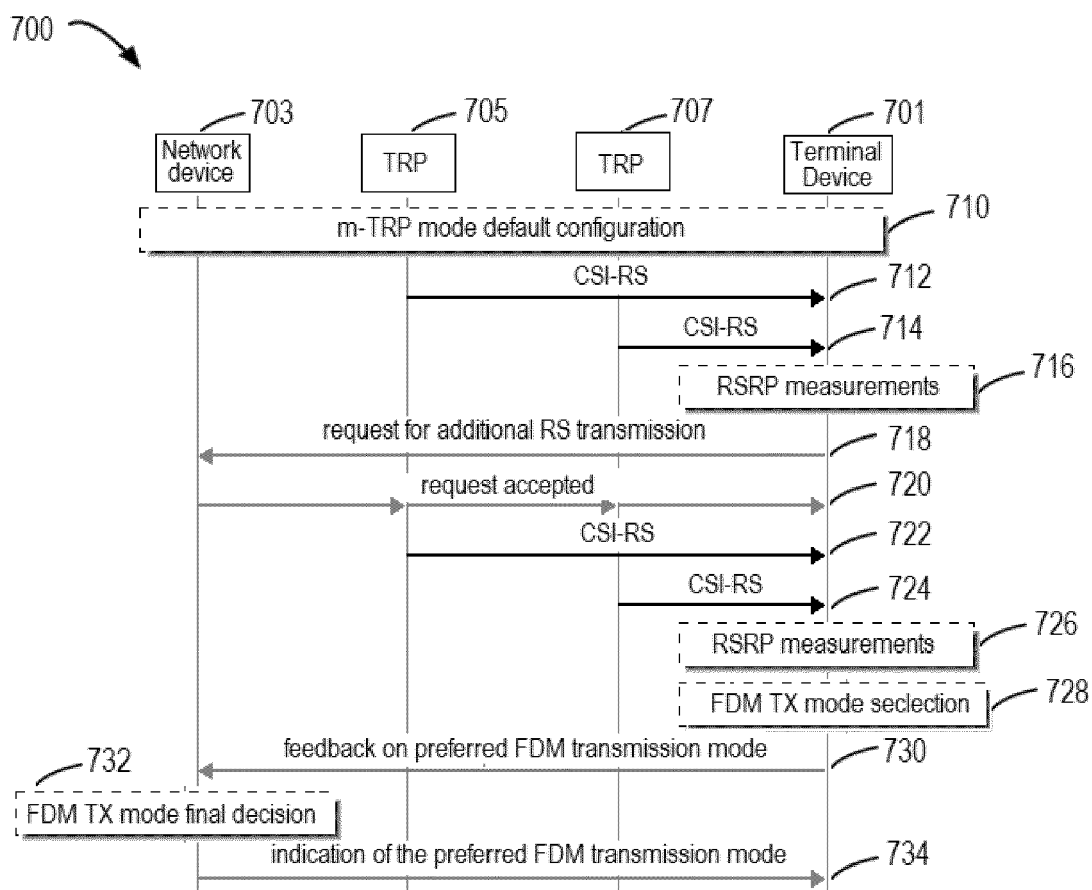 700
703
705
707
701
Network
device
TRP
TRP
Terminal
Device
m-TRP mode default configuration
710
CSI-RS
712
CSI-RS
714
RSRP measurements
716
request for additional RS transmission
718
request accepted
720
CSI-RS
722
CSI-RS
724
RSRP measurements
726
FDM TX mode seclection
728
feedback on preferred FDM transmission mode
730
732
FDM TX mode final decision
indication of the preferred FDM transmission mode
734